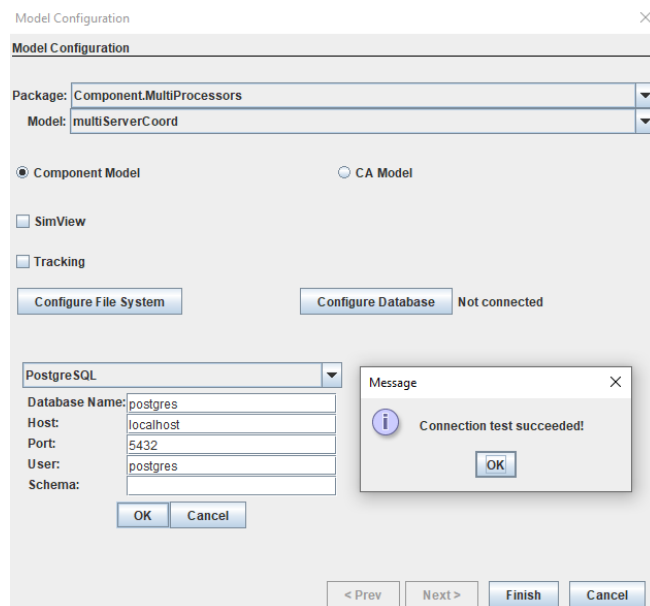 Model Configuration
Model Configuration
Package: Component.MultiProcessors
Model: multiServerCoord
Component Model CA Model
SimView
Tracking
Configure File System Configure Database Not connected
PostgreSQL
Database Name: postgres
Host: localhost
Port: 5432
User: postgres
Schema:
OK Cancel
Message
Connection test succeeded!
OK
< Prev Next > Finish Cancel